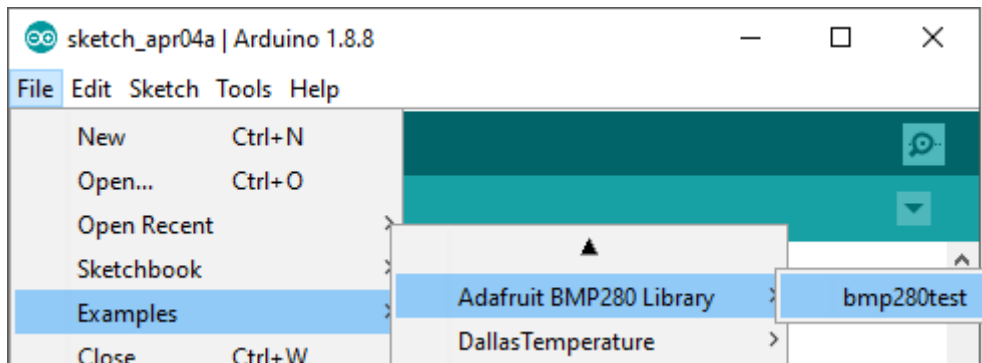 sketch_apr04a | Arduino 1.8.8
File Edit Sketch Tools Help
New Ctrl+N
Open... Ctrl+O
Open Recent
Sketchbook
Examples
Adafruit BMP280 Library
bmp280test
DallasTemperature
Close Ctrl+W